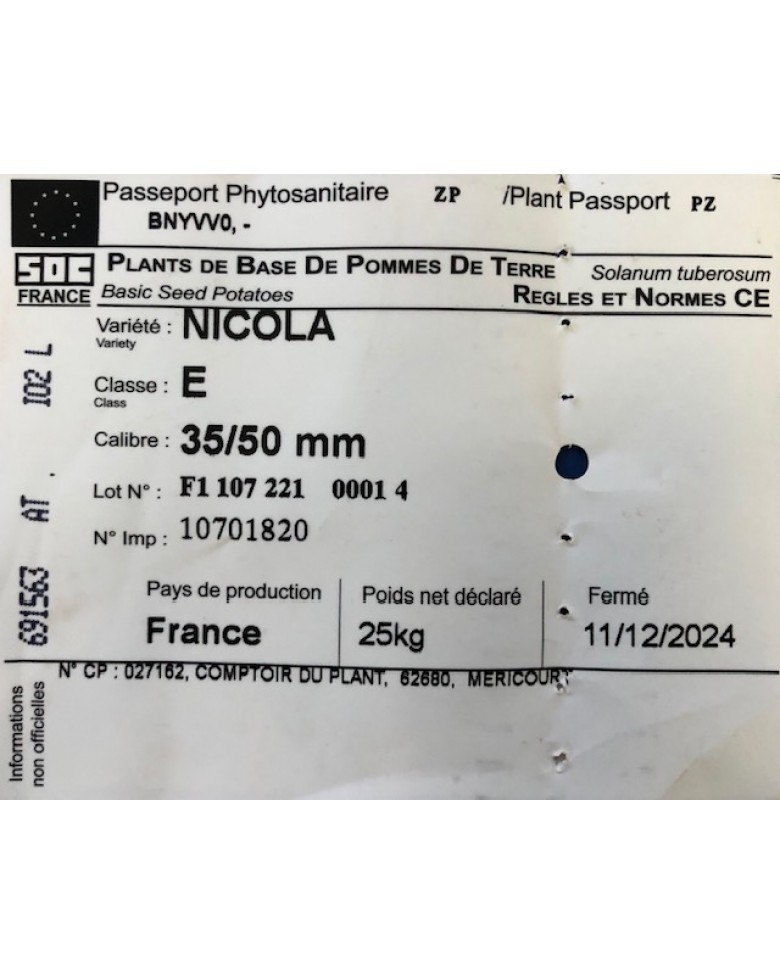 Passeport Phytosanitaire ZP /Plant Passport PZ
BNYVV0, -
SOC
FRANCE
PLANTS DE BASE DE POMMES DE TERRE Solanum tuberosum
Basic Seed Potatoes REGLES ET NORMES CE
Variété : NICOLA
Variety
Classe : E
Class
Calibre : 35/50 mm
Lot N° : F1 107 221 0001 4
N° Imp : 10701820
Pays de production Poids net déclaré Fermé
France 25kg 11/12/2024
N° CP : 027162, COMPTOIR DU PLANT, 62680, MERICOURT
691563 AT. I02 L
Informations
non officielles